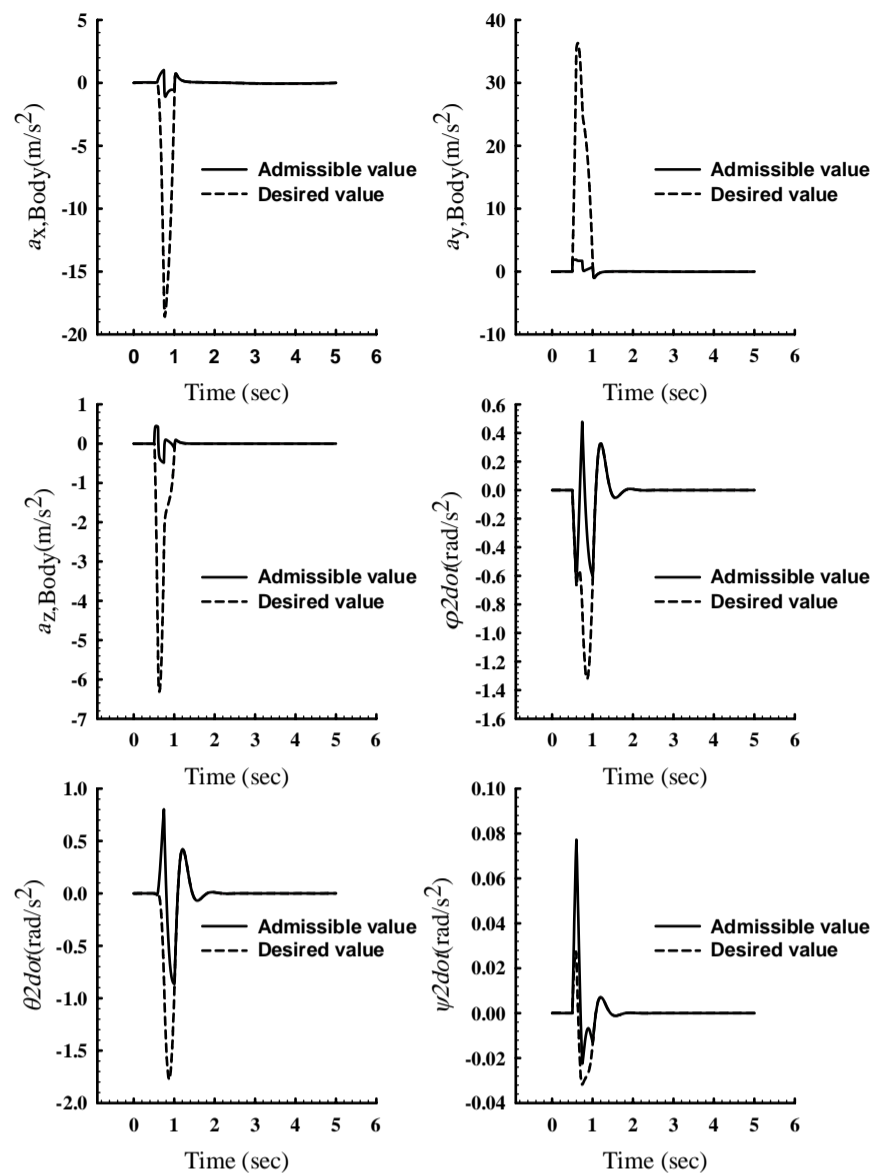 5
0
-5
-10
-15
-20
a_x,Body(m/s²)
Admissible value
Desired value
0 1 2 3 4 5 6
Time (sec)
40
30
20
10
0
-10
a_y,Body(m/s²)
Admissible value
Desired value
0 1 2 3 4 5 6
Time (sec)
1
0
-1
-2
-3
-4
-5
-6
-7
a_z,Body(m/s²)
Admissible value
Desired value
0 1 2 3 4 5 6
Time (sec)
0.6
0.4
0.2
0.0
-0.2
-0.4
-0.6
-0.8
-1.0
-1.2
-1.4
-1.6
φ2dot(rad/s²)
Admissible value
Desired value
0 1 2 3 4 5 6
Time (sec)
1.0
0.5
0.0
-0.5
-1.0
-1.5
-2.0
θ2dot(rad/s²)
Admissible value
Desired value
0 1 2 3 4 5 6
Time (sec)
0.10
0.08
0.06
0.04
0.02
0.00
-0.02
-0.04
ψ2dot(rad/s²)
Admissible value
Desired value
0 1 2 3 4 5 6
Time (sec)